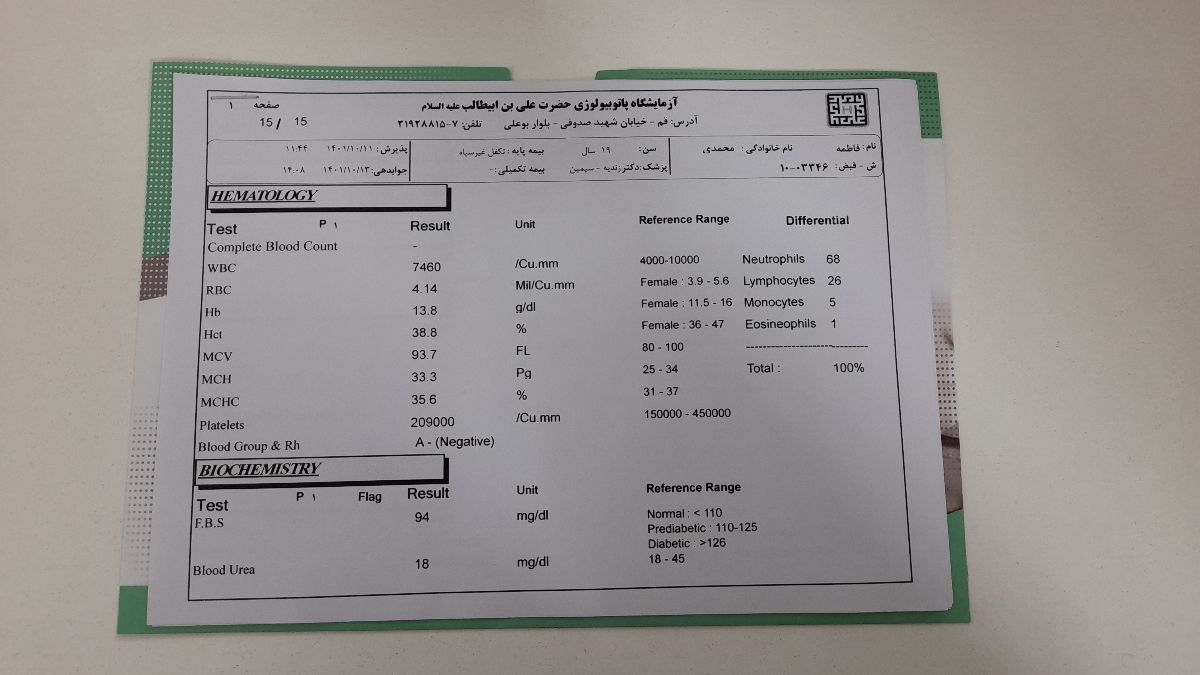 آزمایشگاه پاتوبیولوژی حضرت علی بن ابیطالب علیه السلام
صفحه ۱
آدرس: قم - خیابان شهید صدوقی - بلوار بوعلی تلفن: ۷-۳۱۹۲۸۸۱۵
15 / 15
نام: فاطمه نام خانوادگی: محمدی سن: ۱۹ سال بیمه پایه: تکفل غیرسپاه پذیرش: ۱۴۰۱/۱۰/۱۱ ۱۱:۴۴
ش - قبض: ۱۰-۰۳۳۴۶ پزشک: دکتر زندیه - سیمین بیمه تکمیلی: - جوابدهی: ۱۴۰۱/۱۰/۱۳ ۱۴:۰۸
HEMATOLOGY
Test P ۱ Result Unit Reference Range Differential
Complete Blood Count -
WBC 7460 /Cu.mm 4000-10000 Neutrophils 68
RBC 4.14 Mil/Cu.mm Female : 3.9 - 5.6 Lymphocytes 26
Hb 13.8 g/dl Female : 11.5 - 16 Monocytes 5
Hct 38.8 % Female : 36 - 47 Eosineophils 1
MCV 93.7 FL 80 - 100 ---------------------------
MCH 33.3 Pg 25 - 34 Total : 100%
MCHC 35.6 % 31 - 37
Platelets 209000 /Cu.mm 150000 - 450000
Blood Group & Rh A - (Negative)
BIOCHEMISTRY
Test P ۱ Flag Result Unit Reference Range
F.B.S 94 mg/dl Normal : < 110
Prediabetic : 110-125
Diabetic : >126
Blood Urea 18 mg/dl 18 - 45